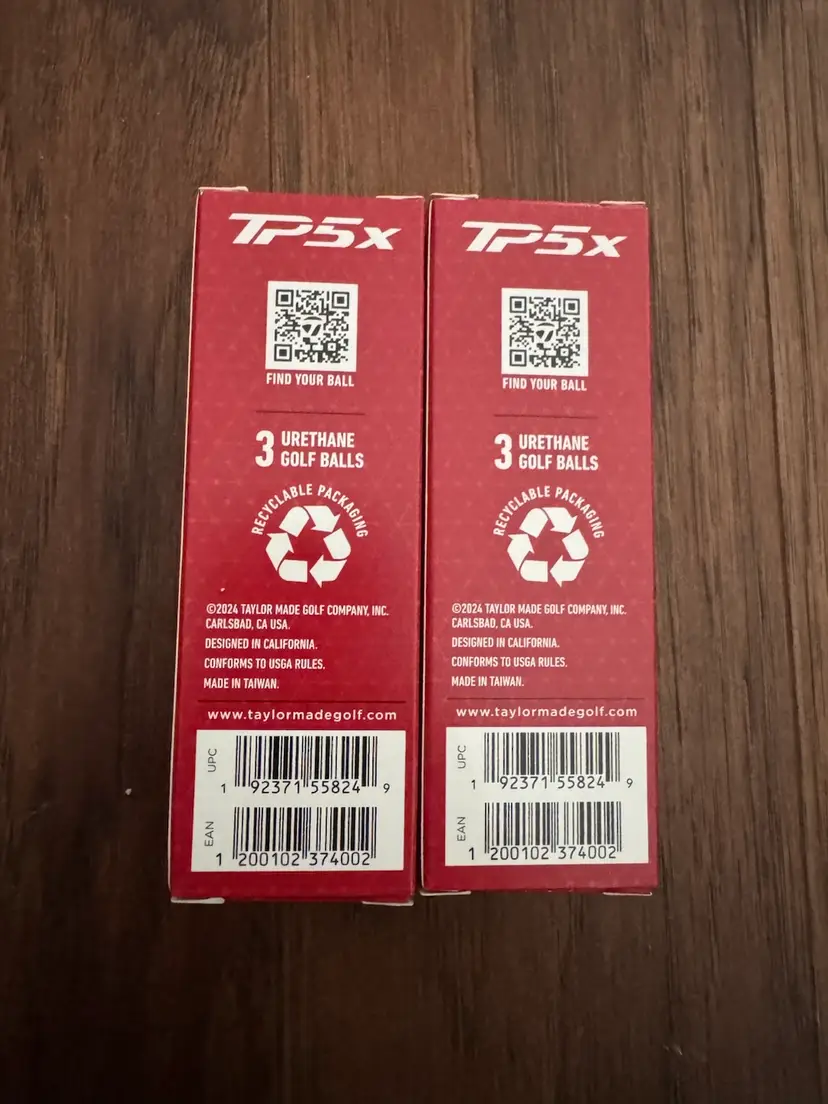 TP5x
FIND YOUR BALL
3 URETHANE
GOLF BALLS
RECYCLABLE PACKAGING
©2024 TAYLOR MADE GOLF COMPANY, INC.
CARLSBAD, CA USA.
DESIGNED IN CALIFORNIA.
CONFORMS TO USGA RULES.
MADE IN TAIWAN.
www.taylormadegolf.com
UPC
1 92371 55824 9
EAN
1 200102 374002
TP5x
FIND YOUR BALL
3 URETHANE
GOLF BALLS
RECYCLABLE PACKAGING
©2024 TAYLOR MADE GOLF COMPANY, INC.
CARLSBAD, CA USA.
DESIGNED IN CALIFORNIA.
CONFORMS TO USGA RULES.
MADE IN TAIWAN.
www.taylormadegolf.com
UPC
1 92371 55824 9
EAN
1 200102 374002